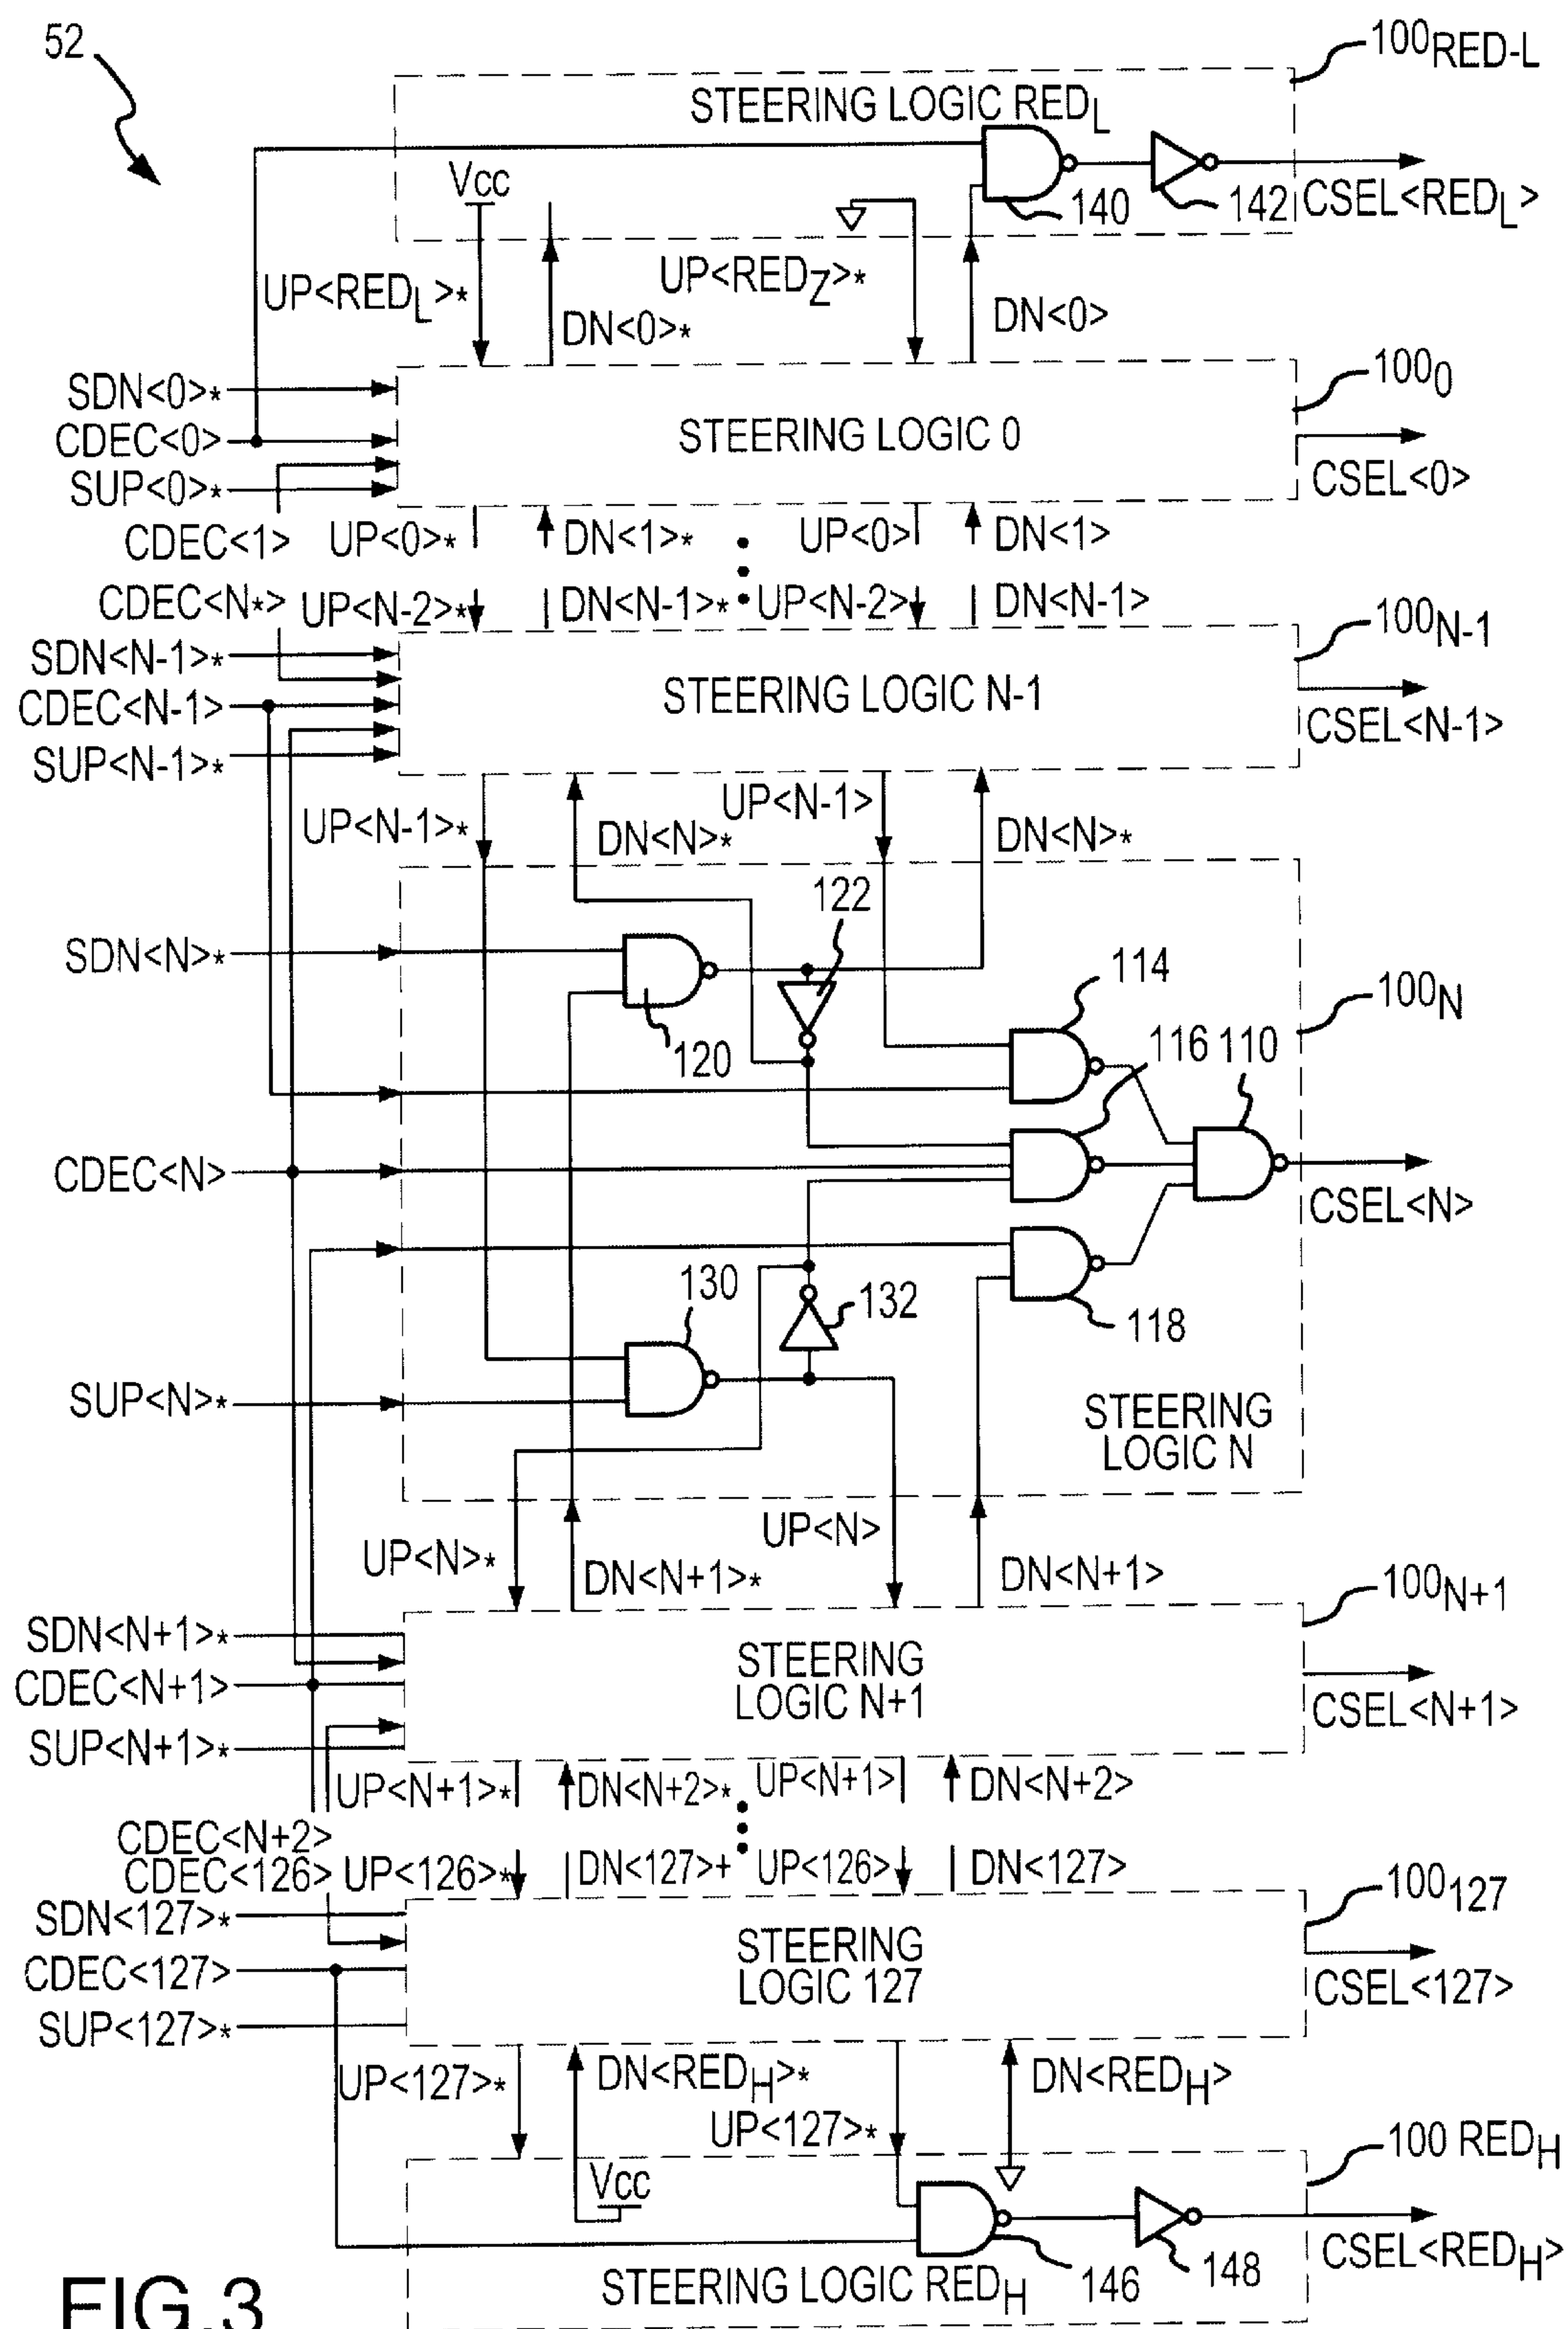 52
100RED-L
STEERING LOGIC REDL
Vcc
140
142
CSEL<REDL>
UP<REDL>*
DN<0>*
UP<REDZ>*
DN<0>
SDN<0>*
CDEC<0>
SUP<0>*
STEERING LOGIC 0
1000
CSEL<0>
CDEC<1>
UP<0>*
DN<1>*
UP<0>
DN<1>
CDEC<N*>
UP<N-2>*
DN<N-1>*
UP<N-2>
DN<N-1>
SDN<N-1>*
CDEC<N-1>
SUP<N-1>*
STEERING LOGIC N-1
100N-1
CSEL<N-1>
UP<N-1>*
DN<N>*
UP<N-1>
DN<N>*
122
SDN<N>*
120
114
100N
116
110
CDEC<N>
CSEL<N>
130
132
118
SUP<N>*
STEERING
LOGIC N
UP<N>*
DN<N+1>*
UP<N>
DN<N+1>
100N+1
SDN<N+1>*
CDEC<N+1>
SUP<N+1>*
STEERING
LOGIC N+1
CSEL<N+1>
UP<N+1>*
DN<N+2>*
UP<N+1>
DN<N+2>
CDEC<N+2>
CDEC<126>
UP<126>*
DN<127>+
UP<126>
DN<127>
SDN<127>*
CDEC<127>
SUP<127>*
STEERING
LOGIC 127
100127
CSEL<127>
UP<127>*
DN<REDH>*
UP<127>*
DN<REDH>
Vcc
100 REDH
146
148
CSEL<REDH>
STEERING LOGIC REDH
FIG.3